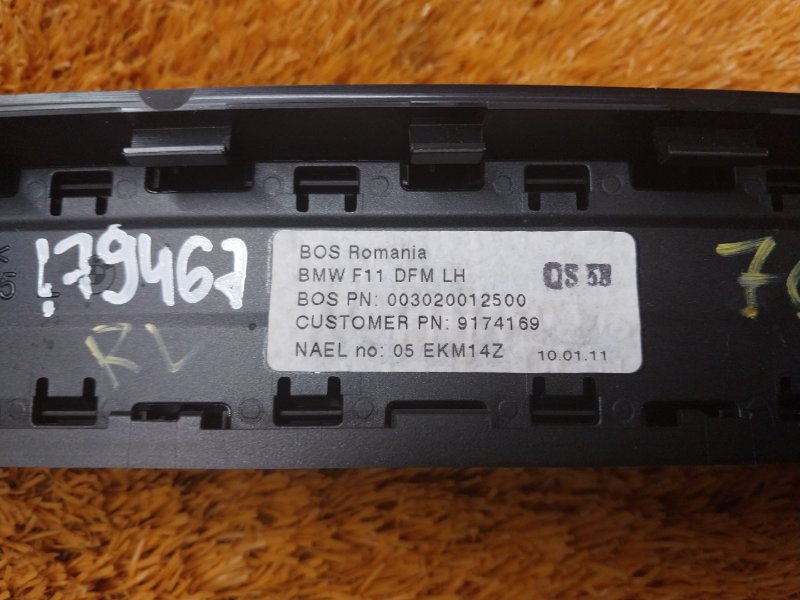 BOS Romania
BMW F11 DFM LH
QS 58
BOS PN: 003020012500
CUSTOMER PN: 9174169
NAEL no: 05 EKM14Z 10.01.11
179467
RL